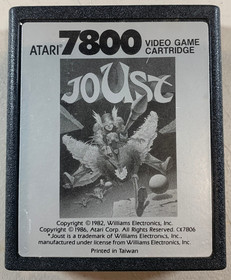 ATARI 7800 VIDEO GAME
CARTRIDGE
JOUST
Copyright © 1982, Williams Electronics, Inc.
Copyright © 1986, Atari Corp. All Rights Reserved. CX7806
*Joust is a trademark of Williams Electronics, Inc.,
manufactured under license from Williams Electronics, Inc.
Printed in Taiwan